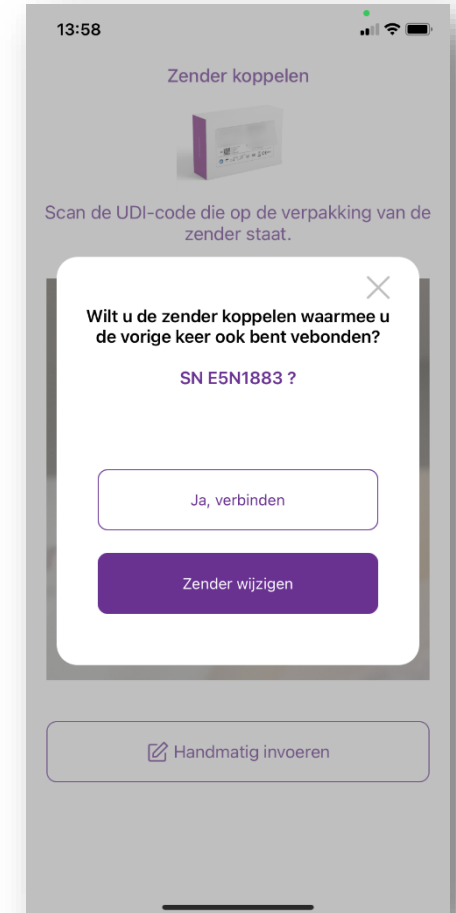 13:58
Zender koppelen
Scan de UDI-code die op de verpakking van de
zender staat.
Wilt u de zender koppelen waarmee u
de vorige keer ook bent vebonden?
SN E5N1883 ?
Ja, verbinden
Zender wijzigen
Handmatig invoeren